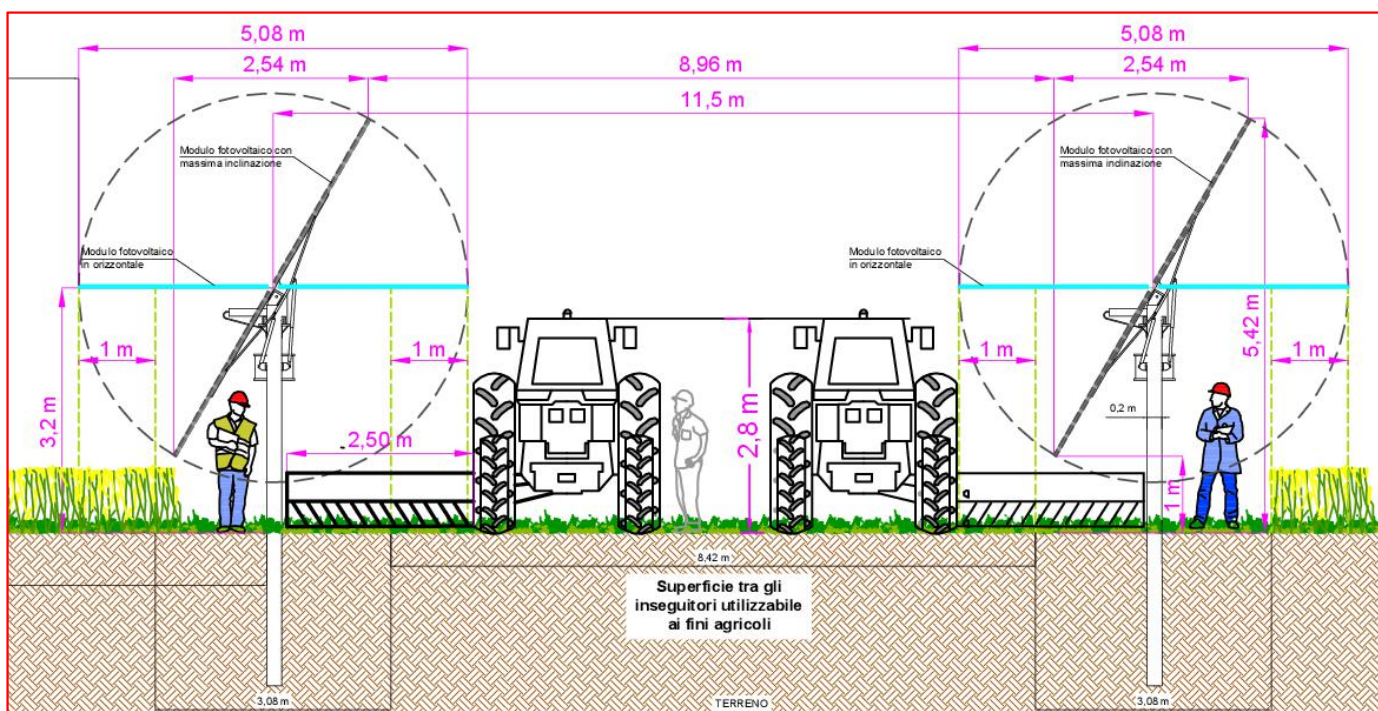 5,08 m
5,08 m
2,54 m
8,96 m
2,54 m
11,5 m
Modulo fotovoltaico con
massima inclinazione
Modulo fotovoltaico con
massima inclinazione
Modulo fotovoltaico
in orizzontale
Modulo fotovoltaico
in orizzontale
5,42 m
1 m
1 m
1 m
1 m
3,2 m
2,8 m
0,2 m
2,50 m
1 m
8,42 m
Superficie tra gli
inseguitori utilizzabile
ai fini agricoli
3,08 m
TERRENO
3,08 m